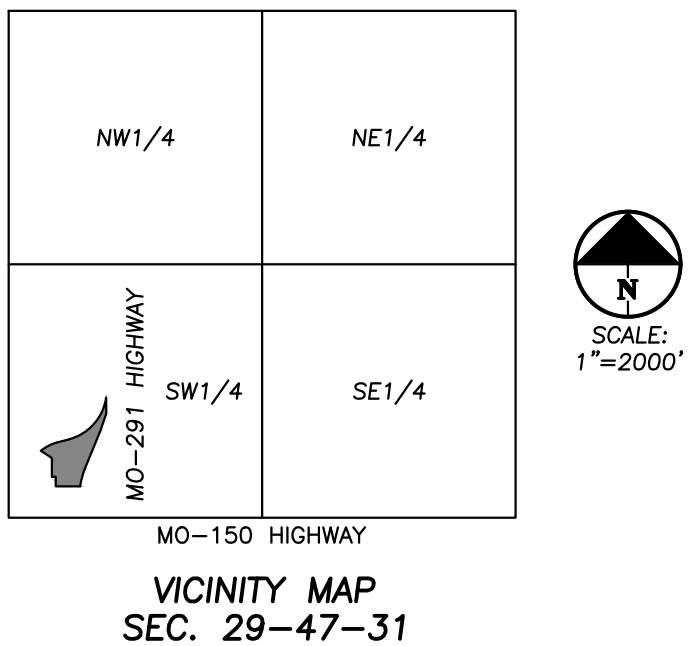 NW1/4
NE1/4
N
SCALE:
1"=2000'
MO-291 HIGHWAY
SW1/4
SE1/4
MO-150 HIGHWAY
VICINITY MAP
SEC. 29-47-31